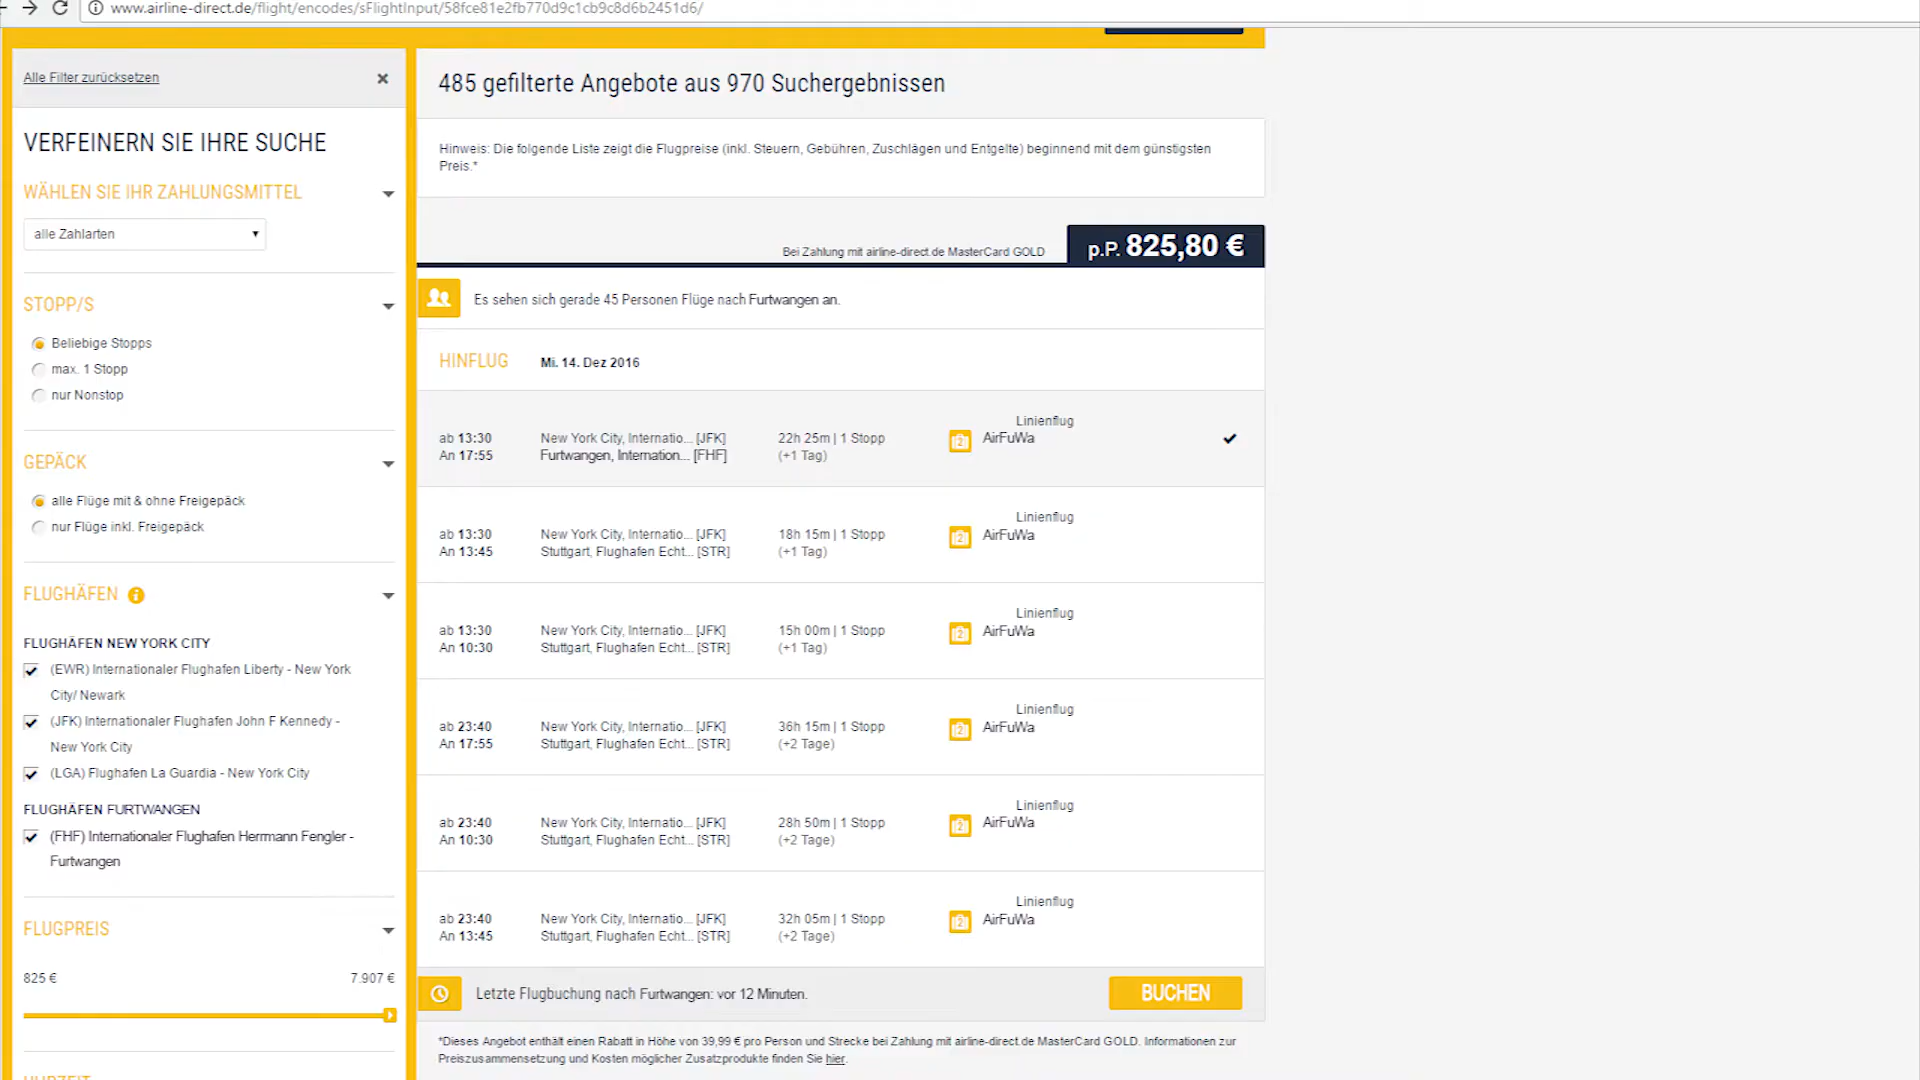 www.airline-direct.de/flight/encodes/sFlightInput/58fce81e2fb770d9c1cb9c8d6b2451d6/
Alle Filter zurücksetzen
VERFEINERN SIE IHRE SUCHE
WÄHLEN SIE IHR ZAHLUNGSMITTEL
alle Zahlarten
STOPP/S
Beliebige Stopps
max. 1 Stopp
nur Nonstop
GEPÄCK
alle Flüge mit & ohne Freigepäck
nur Flüge inkl. Freigepäck
FLUGHÄFEN
FLUGHÄFEN NEW YORK CITY
(EWR) Internationaler Flughafen Liberty - New York
City/ Newark
(JFK) Internationaler Flughafen John F Kennedy -
New York City
(LGA) Flughafen La Guardia - New York City
FLUGHÄFEN FURTWANGEN
(FHF) Internationaler Flughafen Herrmann Fengler -
Furtwangen
FLUGPREIS
825 € 7.907 €
485 gefilterte Angebote aus 970 Suchergebnissen
Hinweis: Die folgende Liste zeigt die Flugpreise (inkl. Steuern, Gebühren, Zuschlägen und Entgelte) beginnend mit dem günstigsten
Preis.*
Bei Zahlung mit airline-direct.de MasterCard GOLD p.P. 825,80 €
Es sehen sich gerade 45 Personen Flüge nach Furtwangen an.
HINFLUG Mi. 14. Dez 2016
Linienflug
ab 13:30 New York City, Internatio... [JFK] 22h 25m | 1 Stopp 2 AirFuWa
An 17:55 Furtwangen, Internation... [FHF] (+1 Tag)
Linienflug
ab 13:30 New York City, Internatio... [JFK] 18h 15m | 1 Stopp 2 AirFuWa
An 13:45 Stuttgart, Flughafen Echt... [STR] (+1 Tag)
Linienflug
ab 13:30 New York City, Internatio... [JFK] 15h 00m | 1 Stopp 2 AirFuWa
An 10:30 Stuttgart, Flughafen Echt... [STR] (+1 Tag)
Linienflug
ab 23:40 New York City, Internatio... [JFK] 36h 15m | 1 Stopp 2 AirFuWa
An 17:55 Stuttgart, Flughafen Echt... [STR] (+2 Tage)
Linienflug
ab 23:40 New York City, Internatio... [JFK] 28h 50m | 1 Stopp 2 AirFuWa
An 10:30 Stuttgart, Flughafen Echt... [STR] (+2 Tage)
Linienflug
ab 23:40 New York City, Internatio... [JFK] 32h 05m | 1 Stopp 2 AirFuWa
An 13:45 Stuttgart, Flughafen Echt... [STR] (+2 Tage)
Letzte Flugbuchung nach Furtwangen: vor 12 Minuten. BUCHEN
*Dieses Angebot enthält einen Rabatt in Höhe von 39,99 € pro Person und Strecke bei Zahlung mit airline-direct.de MasterCard GOLD. Informationen zur
Preiszusammensetzung und Kosten möglicher Zusatzprodukte finden Sie hier.